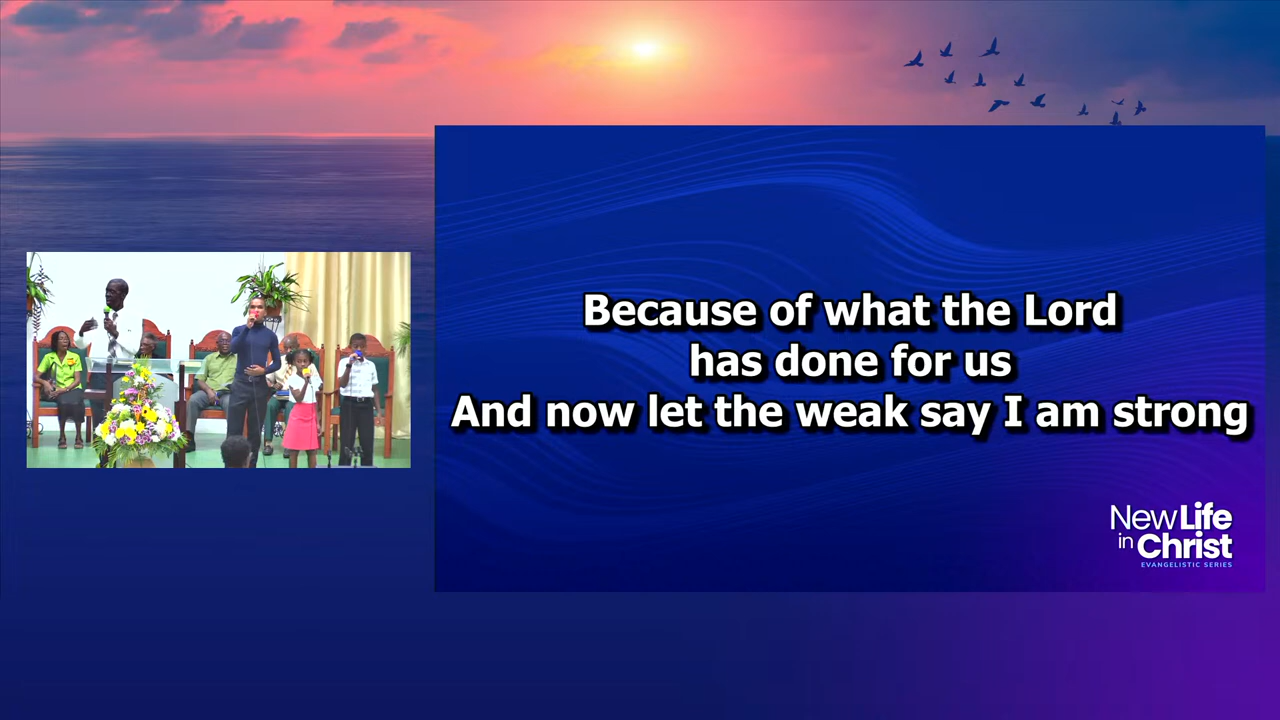 Because of what the Lord
has done for us
And now let the weak say I am strong
New Life
in Christ
EVANGELISTIC SERIES